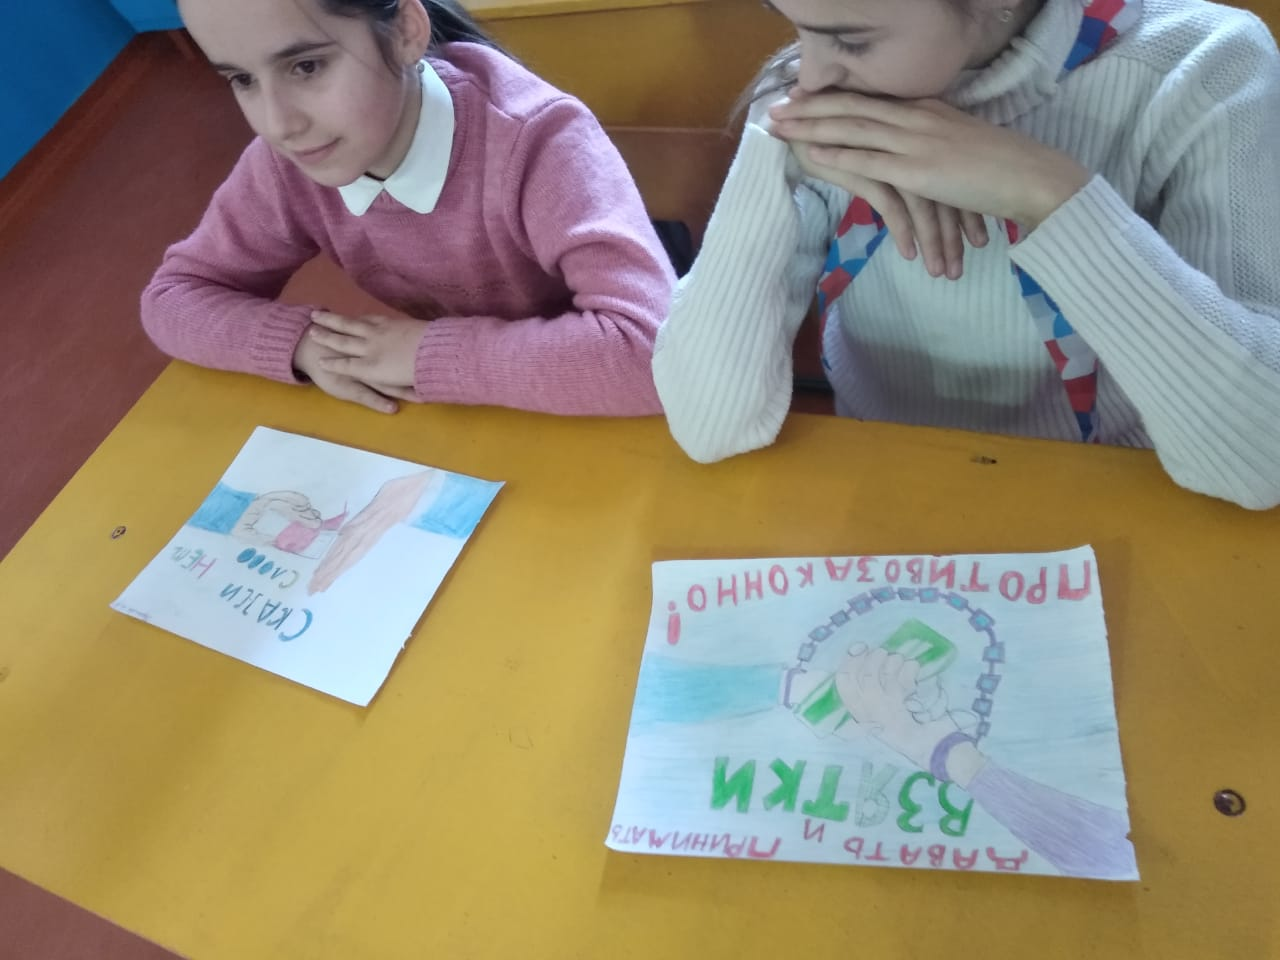 СКАЖИ
СЛОВО
НЕТ
ДАВАТЬ И ПРИНИМАТЬ
ВЗЯТКИ
ПРОТИВОЗАКОННО!